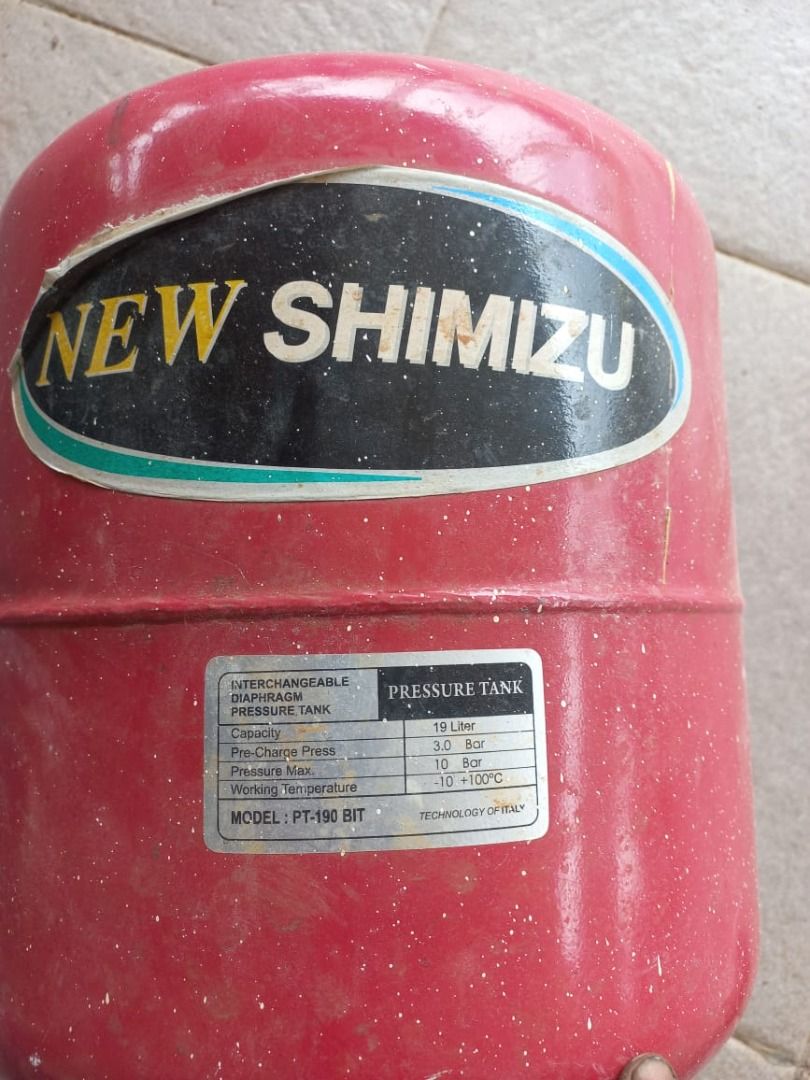 NEW SHIMIZU
INTERCHANGEABLE
DIAPHRAGM
PRESSURE TANK
PRESSURE TANK
Capacity 19 Liter
Pre-Charge Press 3.0 Bar
Pressure Max. 10 Bar
Working Temperature -10 +100°C
MODEL : PT-190 BIT TECHNOLOGY OF ITALY